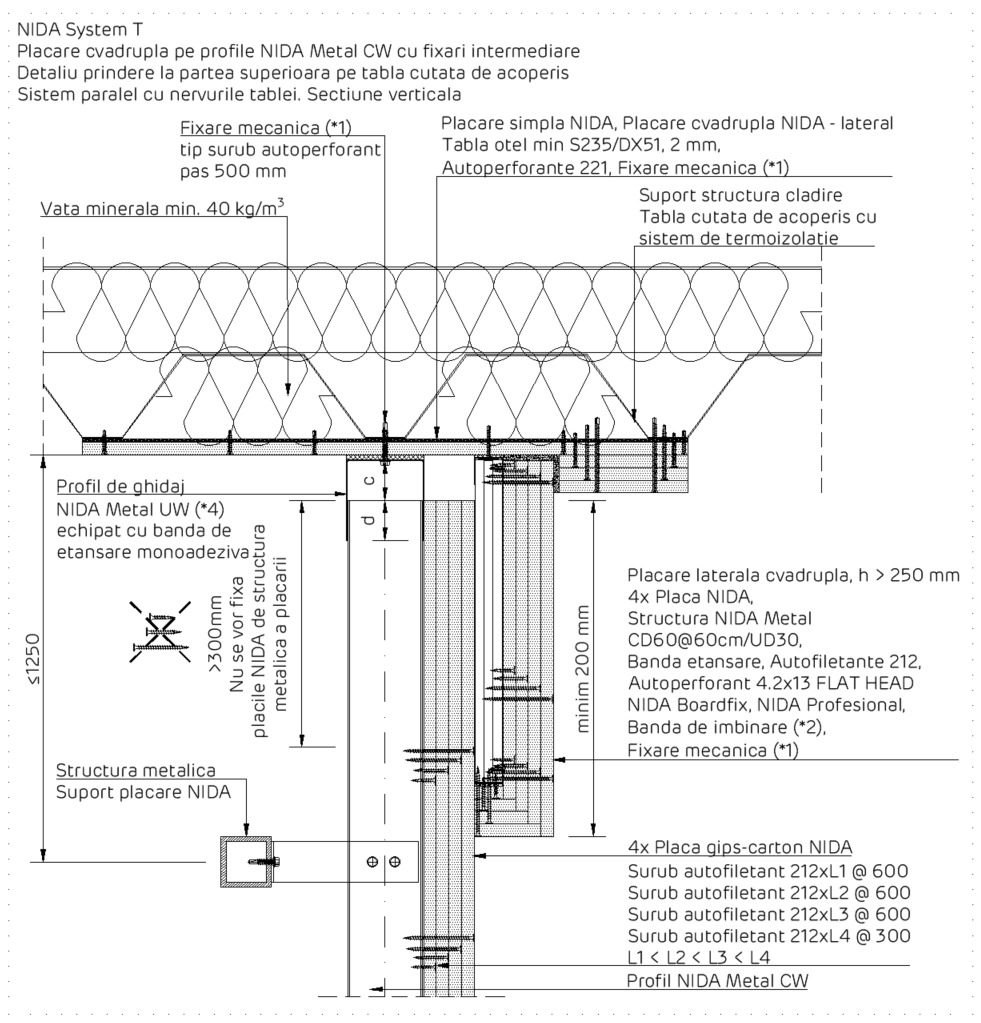 NIDA System T
Placare cvadrupla pe profile NIDA Metal CW cu fixari intermediare
Detaliu prindere la partea superioara pe tabla cutata de acoperis
Sistem paralel cu nervurile tablei. Sectiune verticala
Fixare mecanica (*1)
tip surub autoperforant
pas 500 mm
Placare simpla NIDA, Placare cvadrupla NIDA - lateral
Tabla otel min S235/DX51, 2 mm,
Autoperforante 221, Fixare mecanica (*1)
Vata minerala min. 40 kg/m³
Suport structura cladire
Tabla cutata de acoperis cu
sistem de termoizolatie
Profil de ghidaj
NIDA Metal UW (*4)
echipat cu banda de
etansare monoadeziva
c
d
≤1250
>300mm
Nu se vor fixa
placile NIDA de structura
metalica a placarii
minim 200 mm
Placare laterala cvadrupla, h > 250 mm
4x Placa NIDA,
Structura NIDA Metal
CD60@60cm/UD30,
Banda etansare, Autofiletante 212,
Autoperforant 4.2x13 FLAT HEAD
NIDA Boardfix, NIDA Profesional,
Banda de imbinare (*2),
Fixare mecanica (*1)
Structura metalica
Suport placare NIDA
4x Placa gips-carton NIDA
Surub autofiletant 212xL1 @ 600
Surub autofiletant 212xL2 @ 600
Surub autofiletant 212xL3 @ 600
Surub autofiletant 212xL4 @ 300
L1 < L2 < L3 < L4
Profil NIDA Metal CW